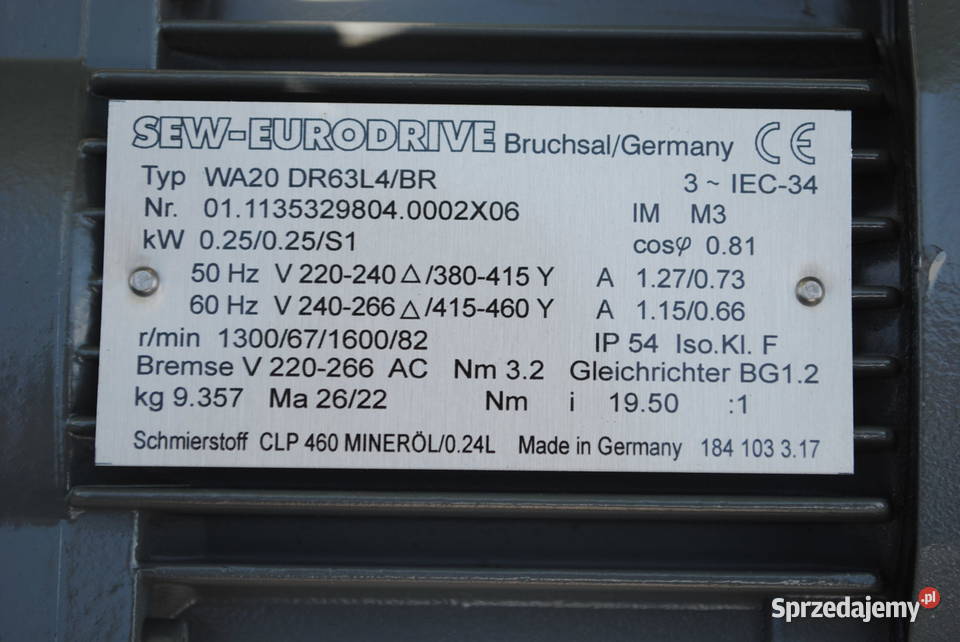 SEW-EURODRIVE Bruchsal/Germany CE
Typ WA20 DR63L4/BR 3 ~ IEC-34
Nr. 01.1135329804.0002X06 IM M3
kW 0.25/0.25/S1 cosφ 0.81
50 Hz V 220-240 △/380-415 Y A 1.27/0.73
60 Hz V 240-266 △/415-460 Y A 1.15/0.66
r/min 1300/67/1600/82 IP 54 Iso.Kl. F
Bremse V 220-266 AC Nm 3.2 Gleichrichter BG1.2
kg 9.357 Ma 26/22 Nm i 19.50 :1
Schmierstoff CLP 460 MINERÖL/0.24L Made in Germany 184 103 3.17
Sprzedajemy.pl